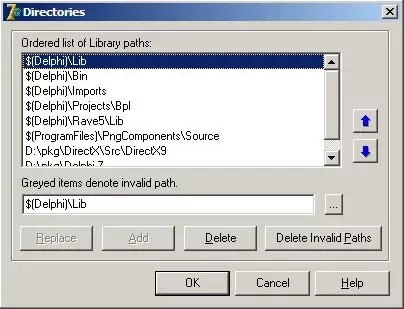 Directories
Ordered list of Library paths:
$(Delphi)\Lib
$(Delphi)\Bin
$(Delphi)\Imports
$(Delphi)\Projects\Bpl
$(Delphi)\Rave5\Lib
$(ProgramFiles)\PngComponents\Source
D:\pkg\DirectX\Src\DirectX9
D:\pkg\Delphi 7
Greyed items denote invalid path.
$(Delphi)\Lib
...
Replace
Add
Delete
Delete Invalid Paths
OK
Cancel
Help